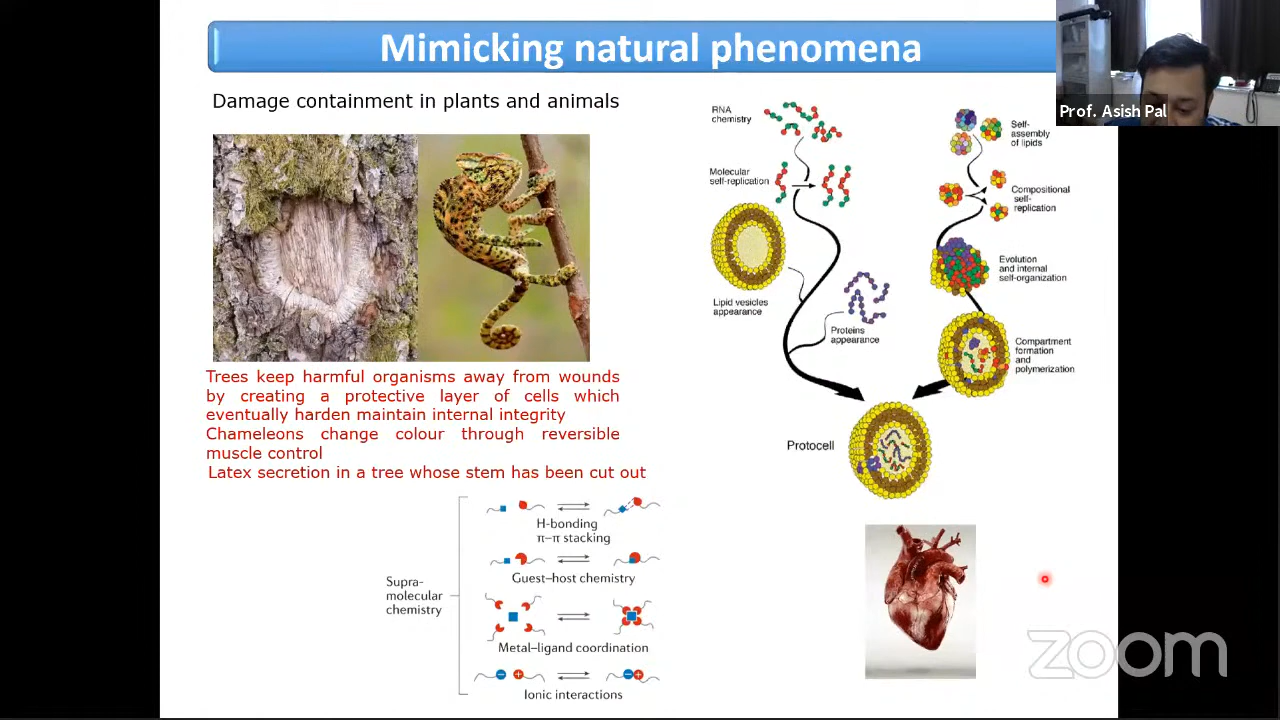 Mimicking natural phenomena
Prof. Asish Pal
Damage containment in plants and animals
Trees keep harmful organisms away from wounds
by creating a protective layer of cells which
eventually harden maintain internal integrity
Chameleons change colour through reversible
muscle control
Latex secretion in a tree whose stem has been cut out
Supra-
molecular
chemistry
H-bonding
π–π stacking
Guest–host chemistry
Metal–ligand coordination
Ionic interactions
RNA
chemistry
Molecular
self-replication
Lipid vesicles
appearance
Proteins
appearance
Self-
assembly
of lipids
Compositional
self-
replication
Evolution
and internal
self-organization
Compartment
formation
and
polymerization
Protocell
zoom